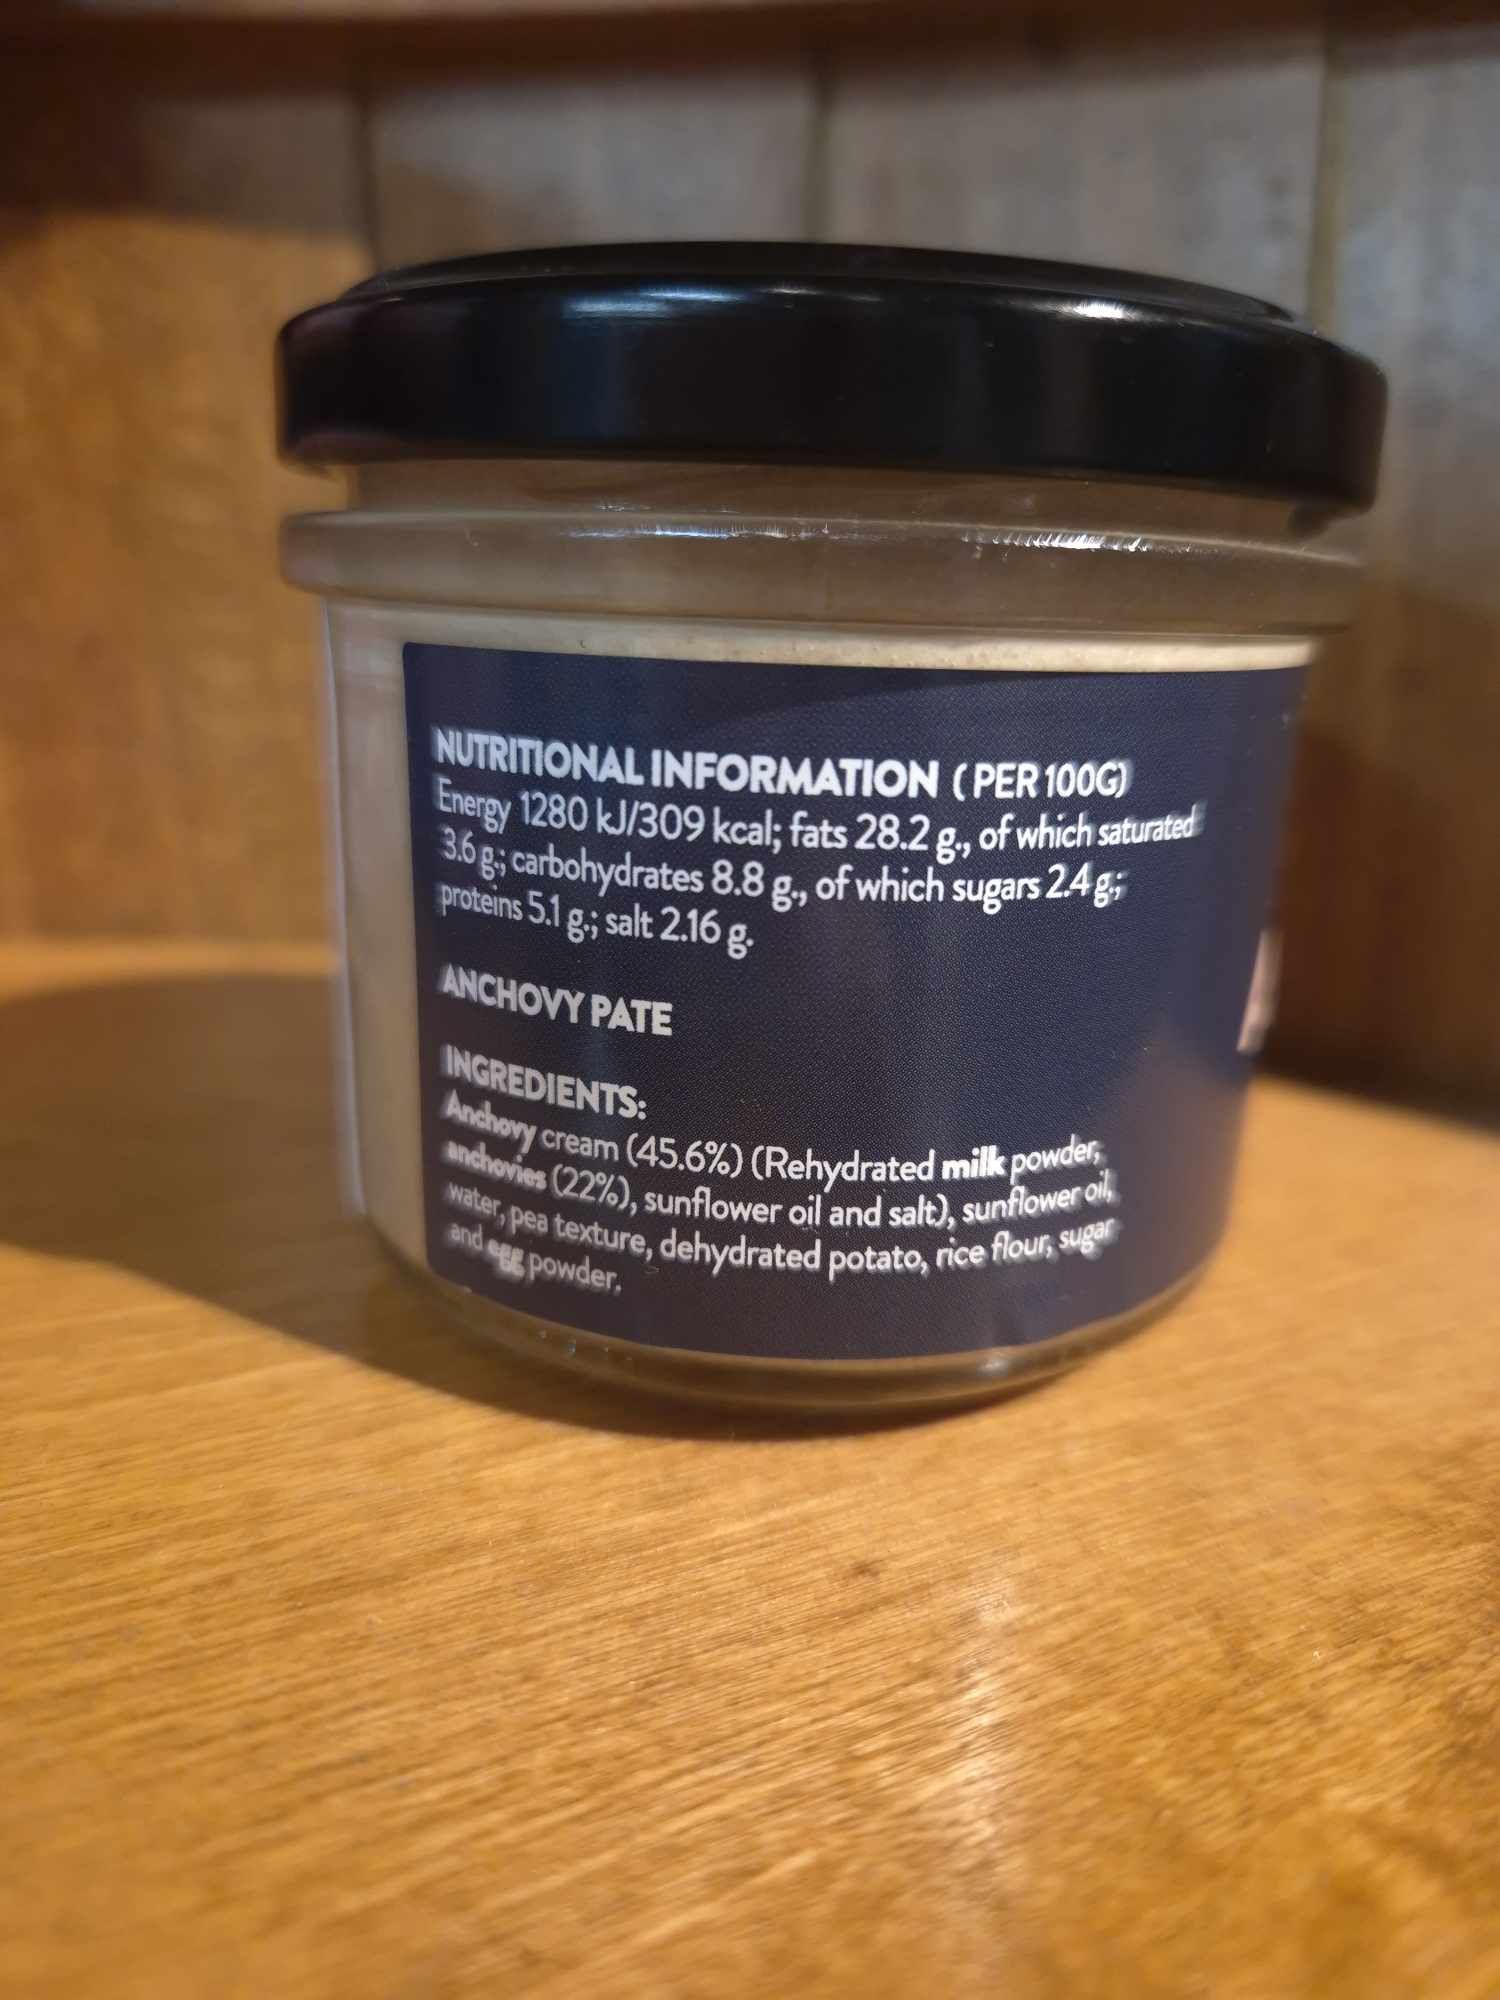 NUTRITIONAL INFORMATION ( PER 100G)
Energy 1280 kJ/309 kcal; fats 28.2 g., of which saturated
3.6 g.; carbohydrates 8.8 g., of which sugars 2.4 g.;
proteins 5.1 g.; salt 2.16 g.
ANCHOVY PATE
INGREDIENTS:
Anchovy cream (45.6%) (Rehydrated milk powder,
anchovies (22%), sunflower oil and salt), sunflower oil,
water, pea texture, dehydrated potato, rice flour, sugar
and egg powder.